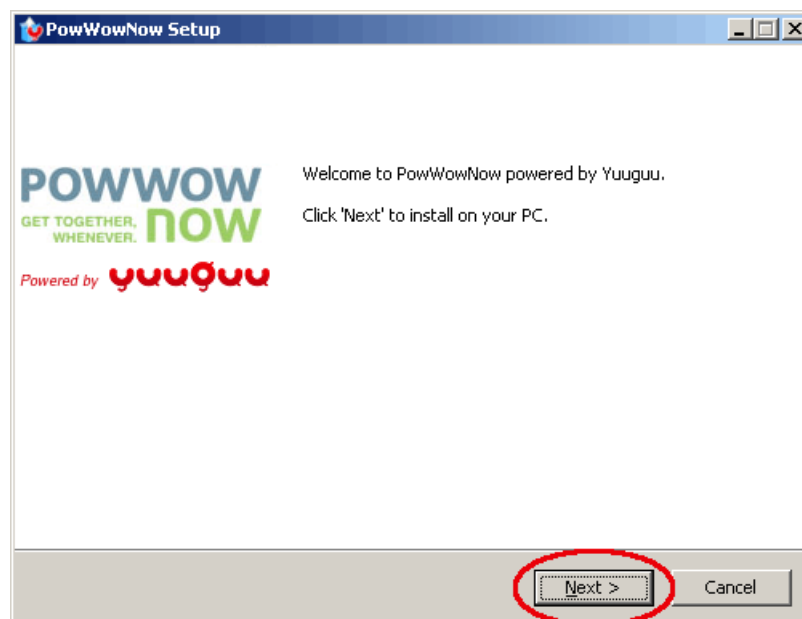 PowWowNow Setup
POWWOW
GET TOGETHER,
WHENEVER. NOW
Powered by yuuguu
Welcome to PowWowNow powered by Yuuguu.
Click 'Next' to install on your PC.
Next >
Cancel